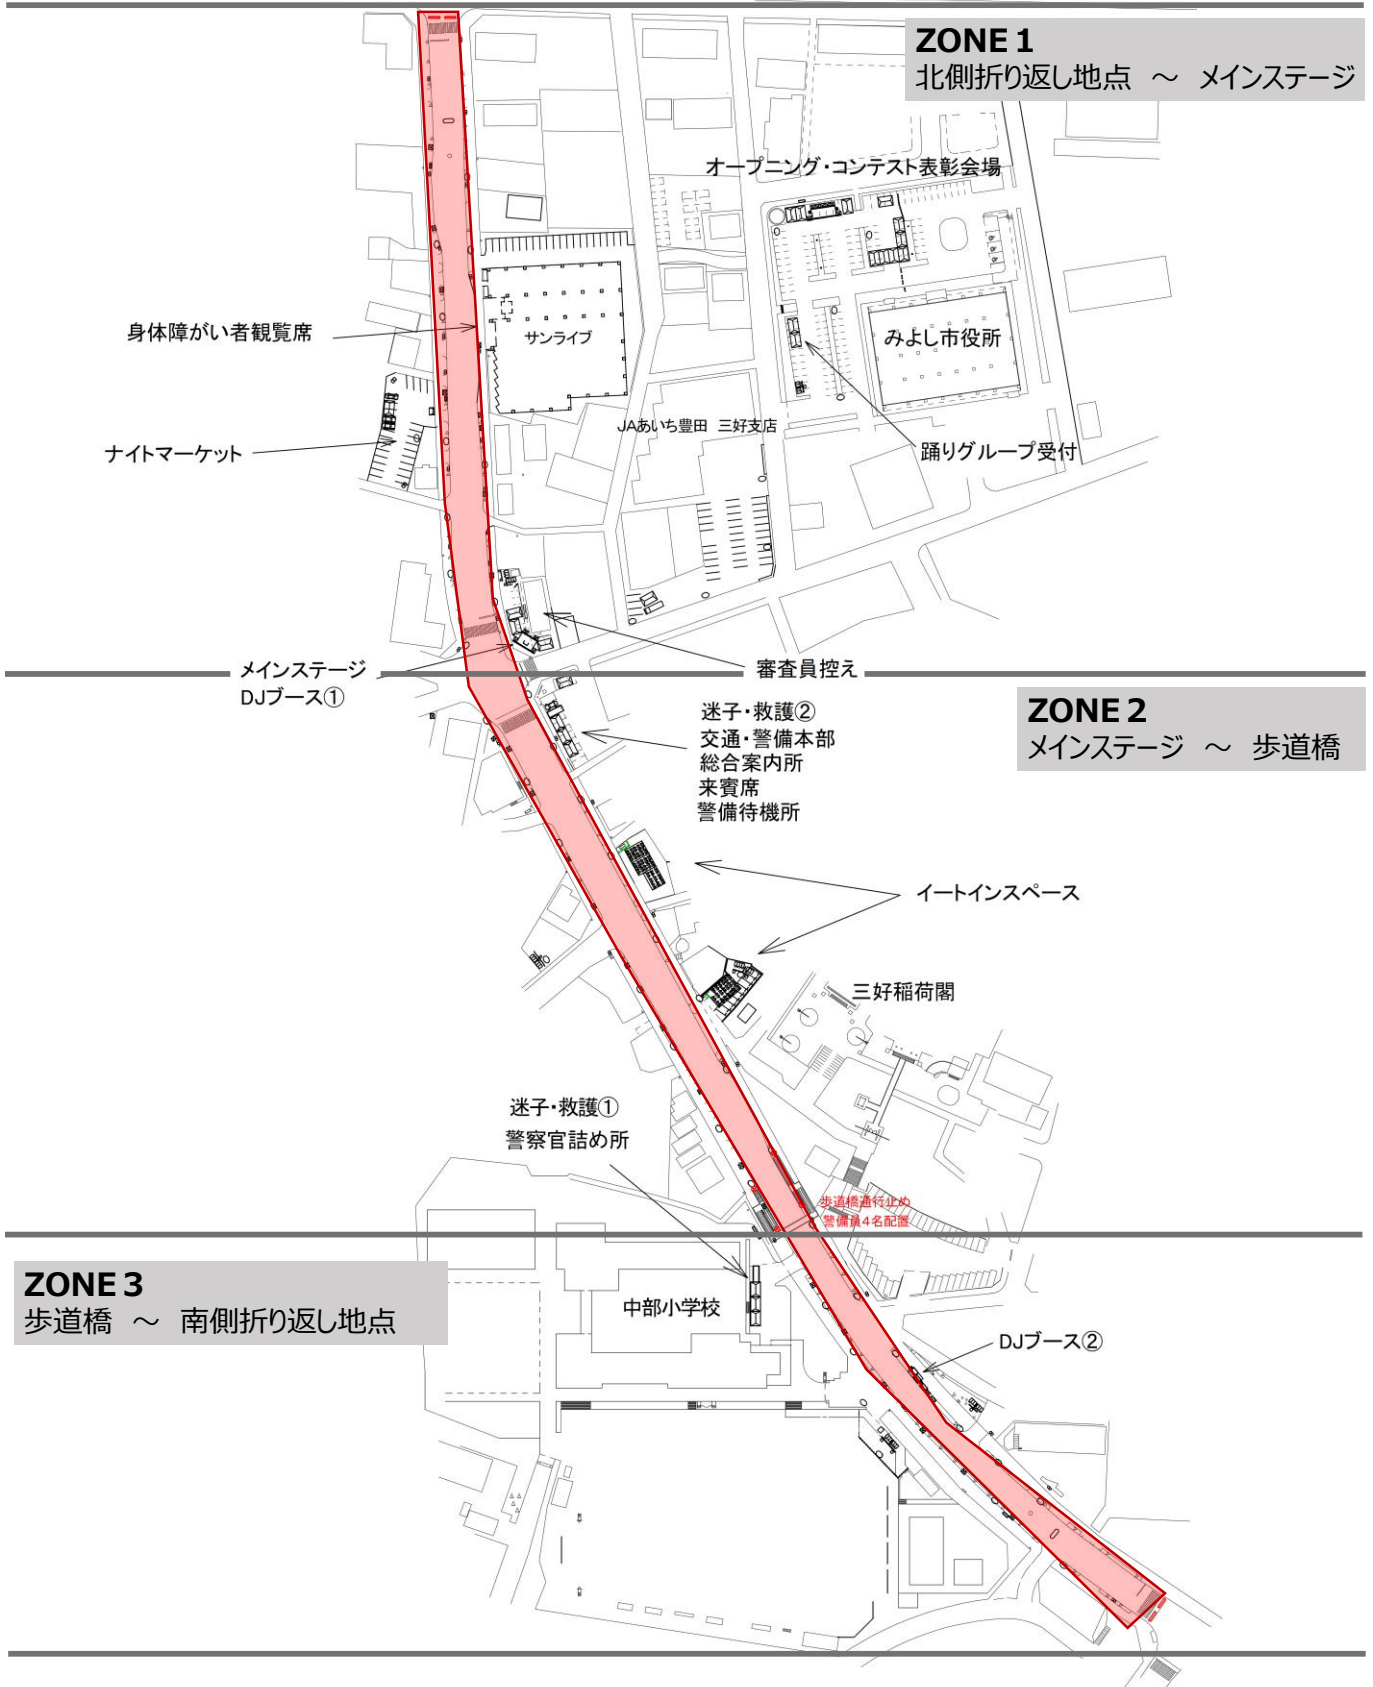 ZONE 1
北側折り返し地点 ～ メインステージ
オープニング・コンテスト表彰会場
身体障がい者観覧席
サンライブ
みよし市役所
JAあいち豊田 三好支店
ナイトマーケット
踊りグループ受付
メインステージ
DJブース①
審査員控え
ZONE 2
メインステージ ～ 歩道橋
迷子・救護②
交通・警備本部
総合案内所
来賓席
警備待機所
イートインスペース
三好稲荷閣
迷子・救護①
警察官詰め所
歩道橋通行止め
警備員4名配置
ZONE 3
歩道橋 ～ 南側折り返し地点
中部小学校
DJブース②